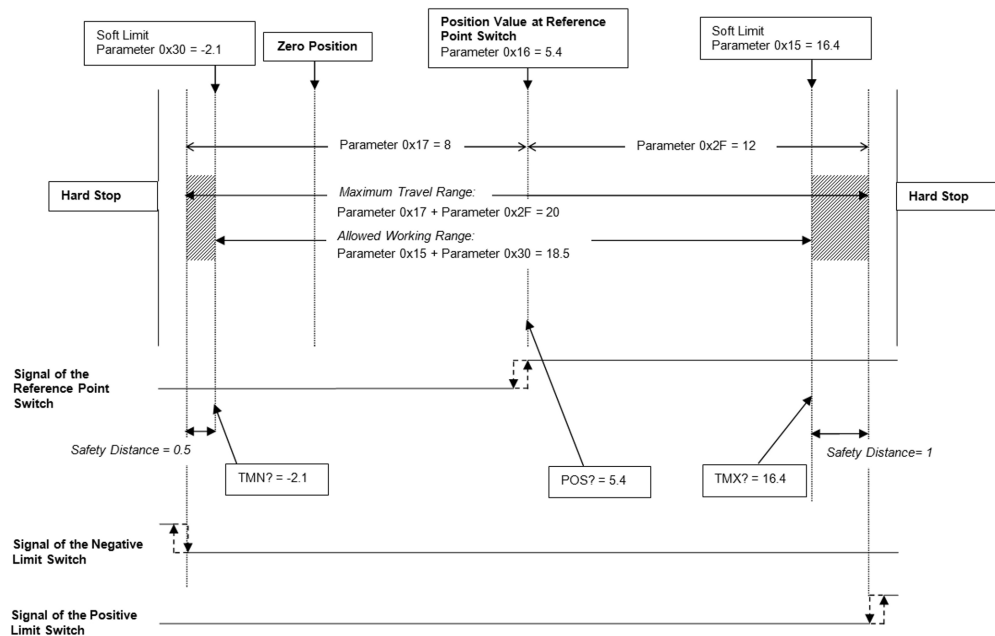 Soft Limit
Parameter 0x30 = -2.1
Zero Position
Position Value at Reference
Point Switch
Parameter 0x16 = 5.4
Soft Limit
Parameter 0x15 = 16.4
Parameter 0x17 = 8
Parameter 0x2F = 12
Hard Stop
Maximum Travel Range:
Parameter 0x17 + Parameter 0x2F = 20
Hard Stop
Allowed Working Range:
Parameter 0x15 + Parameter 0x30 = 18.5
Signal of the
Reference Point
Switch
Safety Distance = 0.5
Safety Distance= 1
TMN? = -2.1
POS? = 5.4
TMX? = 16.4
Signal of the Negative
Limit Switch
Signal of the Positive
Limit Switch